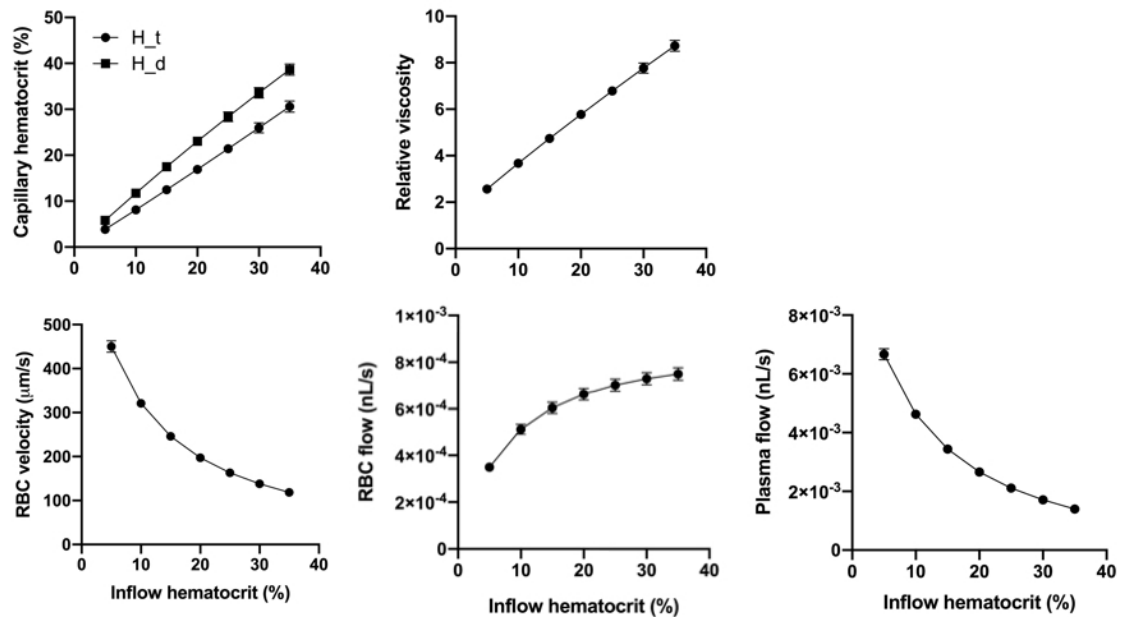 Capillary hematocrit (%)
50
40
30
20
10
0
H_t
H_d
0 10 20 30 40
Relative viscosity
10
8
6
4
2
0
0 10 20 30 40
RBC velocity (μm/s)
500
400
300
200
100
0
0 10 20 30 40
Inflow hematocrit (%)
RBC flow (nL/s)
1×10⁻³
8×10⁻⁴
6×10⁻⁴
4×10⁻⁴
2×10⁻⁴
0
0 10 20 30 40
Inflow hematocrit (%)
Plasma flow (nL/s)
8×10⁻³
6×10⁻³
4×10⁻³
2×10⁻³
0
0 10 20 30 40
Inflow hematocrit (%)